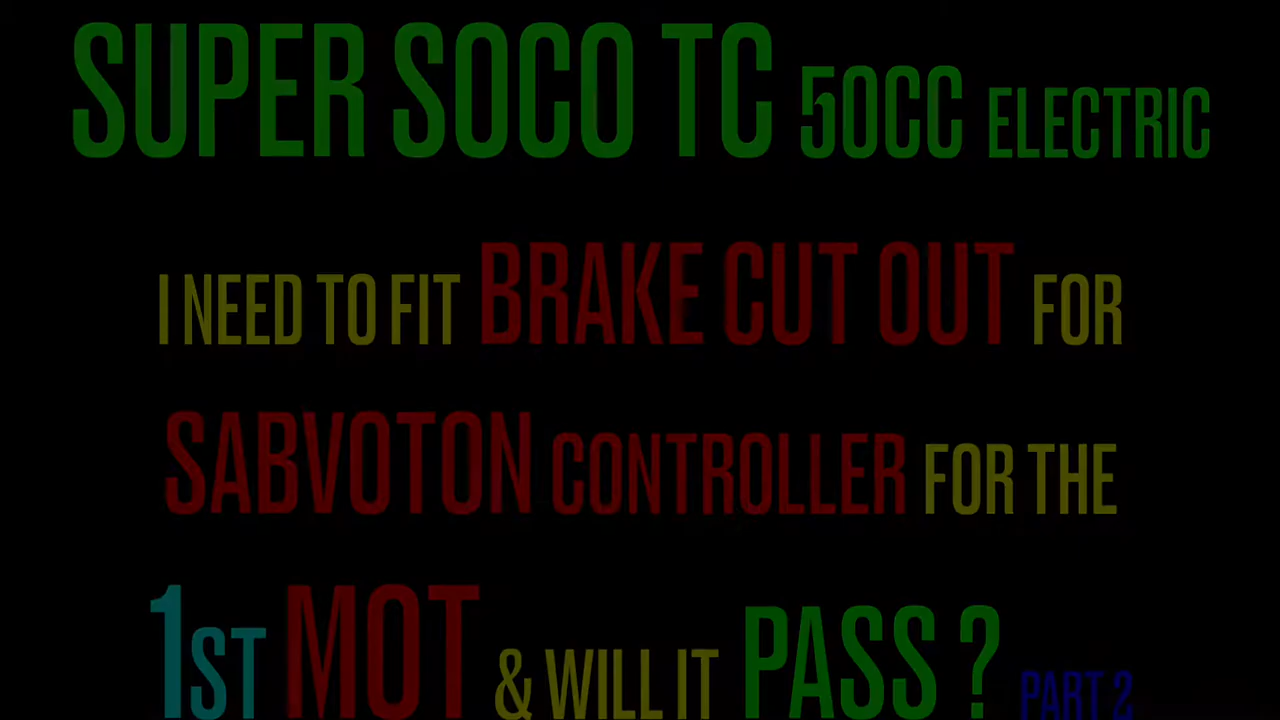 SUPER SOCO TC 50CC ELECTRIC
I NEED TO FIT BRAKE CUT OUT FOR
SABVOTON CONTROLLER FOR THE
1ST MOT & WILL IT PASS ? PART 2